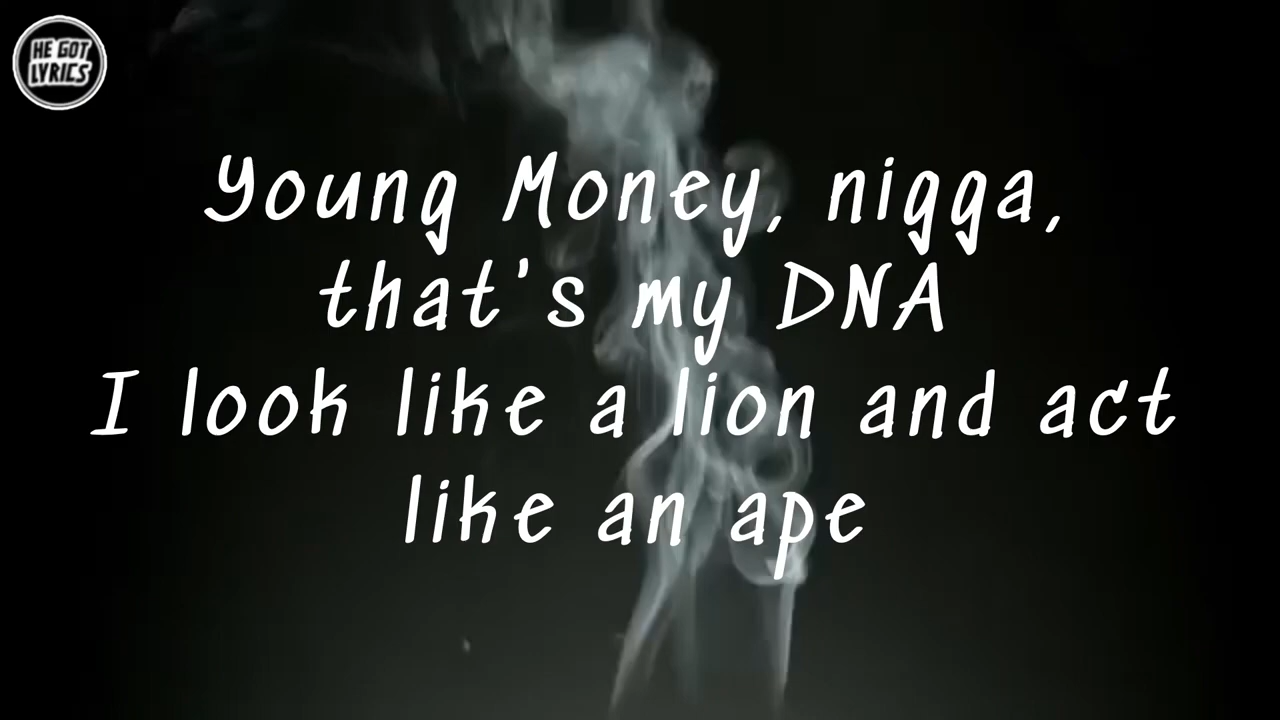 HE GOT
LYRICS
Young Money, nigga,
that's my DNA
I look like a lion and act
like an ape